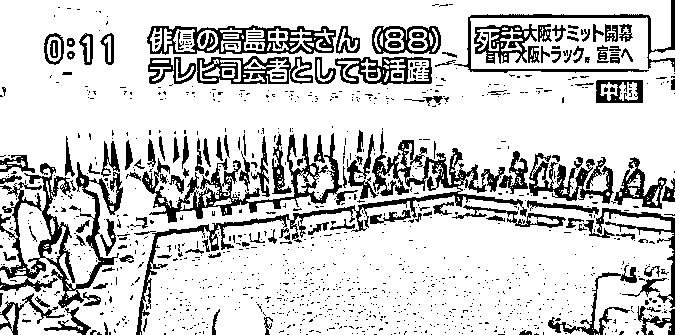 0:11
俳優の高島忠夫さん（８８）
テレビ司会者としても活躍
死去
大阪サミット開幕
首相“大阪トラック〟宣言へ
中継